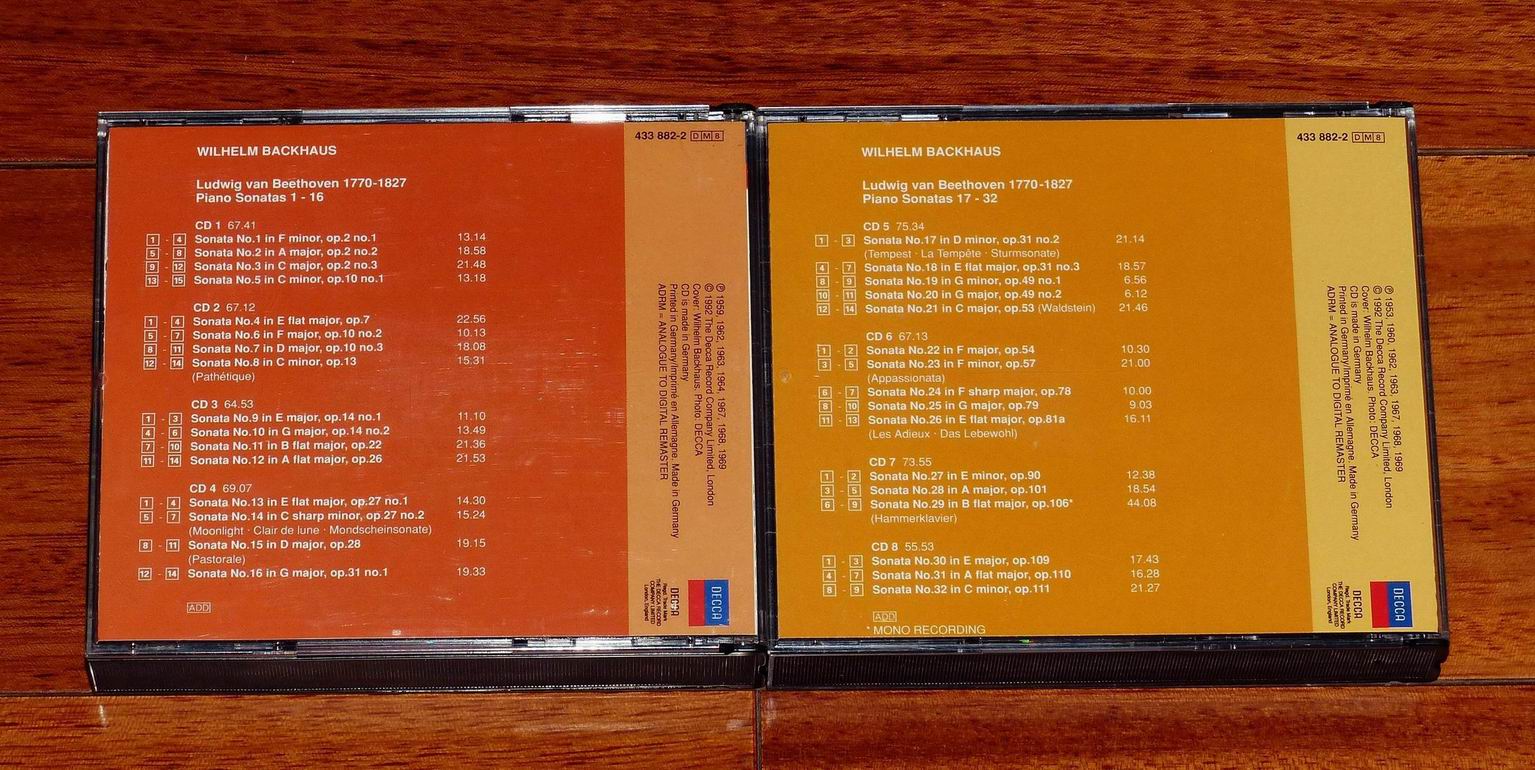 433 882-2 D M 8
WILHELM BACKHAUS
Ludwig van Beethoven 1770-1827
Piano Sonatas 1 - 16
CD 1 67.41
1 - 4 Sonata No.1 in F minor, op.2 no.1 13.14
5 - 8 Sonata No.2 in A major, op.2 no.2 18.58
9 - 12 Sonata No.3 in C major, op.2 no.3 21.48
13 - 15 Sonata No.5 in C minor, op.10 no.1 13.18
CD 2 67.12
1 - 4 Sonata No.4 in E flat major, op.7 22.56
5 - 7 Sonata No.6 in F major, op.10 no.2 10.13
8 - 11 Sonata No.7 in D major, op.10 no.3 18.08
12 - 14 Sonata No.8 in C minor, op.13 15.31
(Pathétique)
CD 3 64.53
1 - 3 Sonata No.9 in E major, op.14 no.1 11.10
4 - 6 Sonata No.10 in G major, op.14 no.2 13.49
7 - 10 Sonata No.11 in B flat major, op.22 21.36
11 - 14 Sonata No.12 in A flat major, op.26 21.53
CD 4 69.07
1 - 4 Sonata No.13 in E flat major, op.27 no.1 14.30
5 - 7 Sonata No.14 in C sharp minor, op.27 no.2 15.24
(Moonlight · Clair de lune · Mondscheinsonate)
8 - 11 Sonata No.15 in D major, op.28 19.15
(Pastorale)
12 - 14 Sonata No.16 in G major, op.31 no.1 19.33
ADD
℗ 1959, 1962, 1963, 1964, 1967, 1968, 1969
© 1992 The Decca Record Company Limited, London
Cover: Wilhelm Backhaus. Photo: DECCA
CD is made in Germany
Printed in Germany/Imprimé en Allemagne. Made in Germany
ADRM = ANALOGUE TO DIGITAL REMASTER
DECCA
DECCA
Regd. Trade Mark
THE DECCA RECORD
COMPANY LIMITED
London, England
433 882-2 D M 8
WILHELM BACKHAUS
Ludwig van Beethoven 1770-1827
Piano Sonatas 17 - 32
CD 5 75.34
1 - 3 Sonata No.17 in D minor, op.31 no.2 21.14
(Tempest · La Tempête · Sturmsonate)
4 - 7 Sonata No.18 in E flat major, op.31 no.3 18.57
8 - 9 Sonata No.19 in G minor, op.49 no.1 6.56
10 - 11 Sonata No.20 in G major, op.49 no.2 6.12
12 - 14 Sonata No.21 in C major, op.53 (Waldstein) 21.46
CD 6 67.13
1 - 2 Sonata No.22 in F major, op.54 10.30
3 - 5 Sonata No.23 in F minor, op.57 21.00
(Appassionata)
6 - 7 Sonata No.24 in F sharp major, op.78 10.00
8 - 10 Sonata No.25 in G major, op.79 9.03
11 - 13 Sonata No.26 in E flat major, op.81a 16.11
(Les Adieux · Das Lebewohl)
CD 7 73.55
1 - 2 Sonata No.27 in E minor, op.90 12.38
3 - 5 Sonata No.28 in A major, op.101 18.54
6 - 9 Sonata No.29 in B flat major, op.106* 44.08
(Hammerklavier)
CD 8 55.53
1 - 3 Sonata No.30 in E major, op.109 17.43
4 - 7 Sonata No.31 in A flat major, op.110 16.28
8 - 9 Sonata No.32 in C minor, op.111 21.27
ADD
* MONO RECORDING
℗ 1953, 1960, 1962, 1963, 1967, 1968, 1969
© 1992 The Decca Record Company Limited, London
Cover: Wilhelm Backhaus. Photo: DECCA
CD is made in Germany
Printed in Germany/Imprimé en Allemagne. Made in Germany
ADRM = ANALOGUE TO DIGITAL REMASTER
DECCA
DECCA
Regd. Trade Mark
THE DECCA RECORD
COMPANY LIMITED
London, England